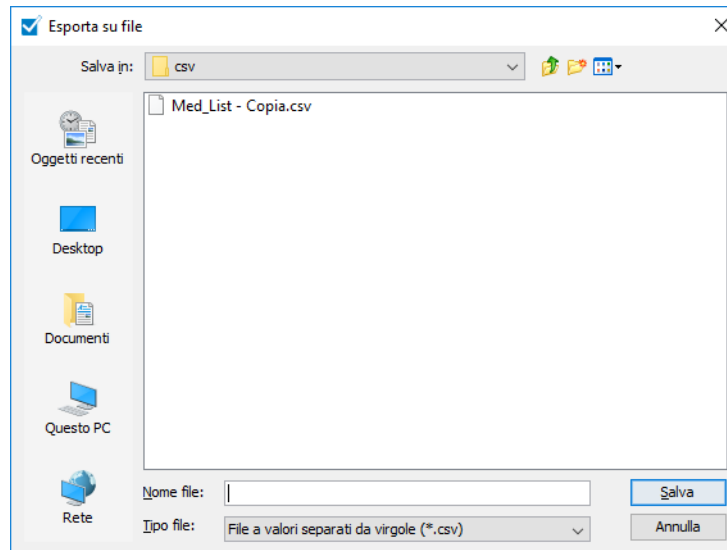 Esporta su file
Salva in: csv
Med_List - Copia.csv
Oggetti recenti
Desktop
Documenti
Questo PC
Rete
Nome file:
Salva
Tipo file: File a valori separati da virgole (*.csv)
Annulla